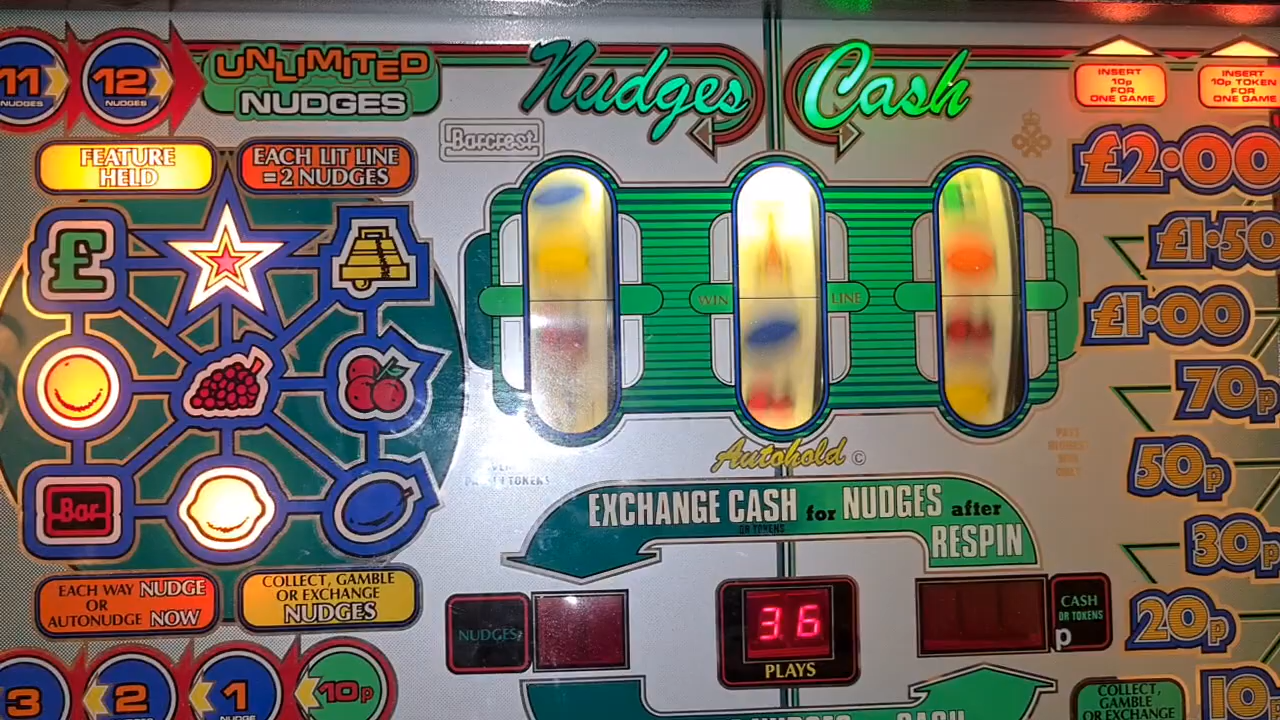 11
NUDGES
12
NUDGES
UNLIMITED
NUDGES
Nudges
Cash
INSERT
10p
FOR
ONE GAME
INSERT
10p TOKEN
FOR
ONE GAME
Barcrest
FEATURE
HELD
EACH LIT LINE
=2 NUDGES
£2·00
£1·50
£1·00
70p
50p
30p
20p
10p
£
WIN
LINE
Bar
Autohold ©
EXCHANGE CASH for NUDGES after
OR TOKENS
RESPIN
EACH WAY NUDGE
OR
AUTONUDGE NOW
COLLECT, GAMBLE
OR EXCHANGE
NUDGES
NUDGES
36
PLAYS
CASH
OR TOKENS
p
3
2
1
NUDGE
10p
COLLECT,
GAMBLE
OR EXCHANGE
CASH